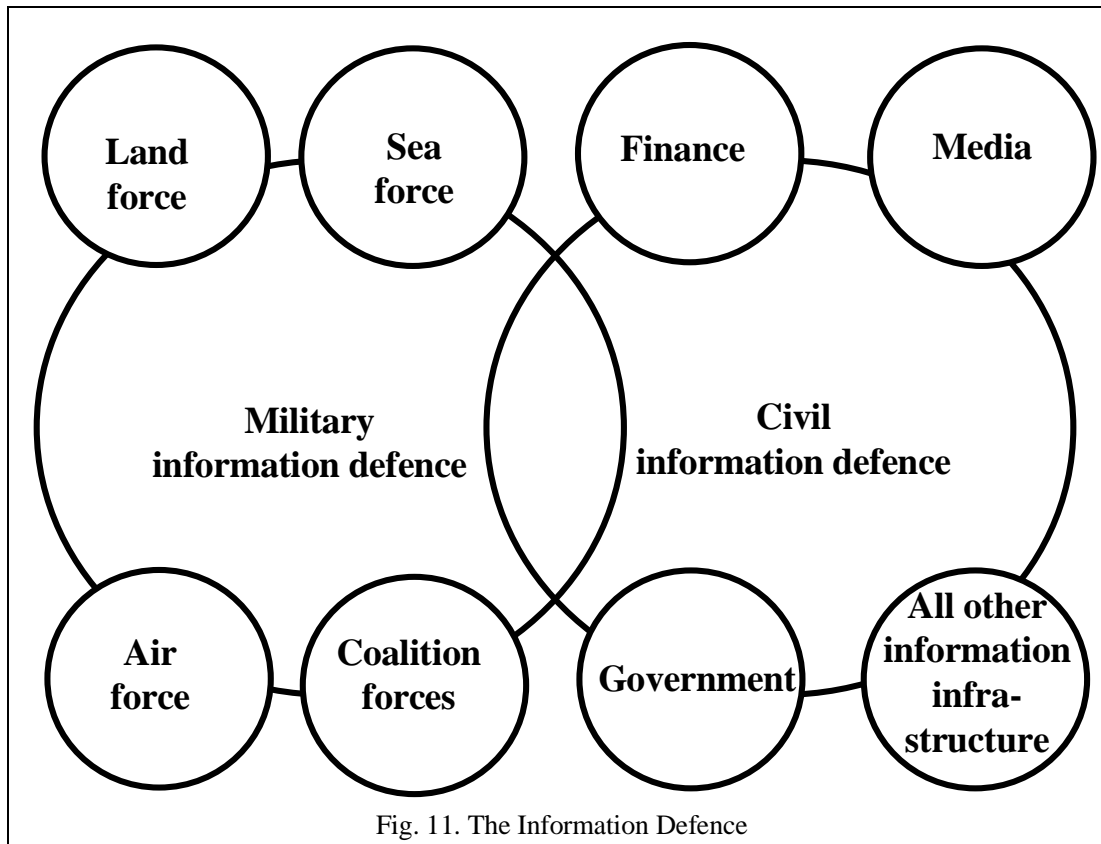 Land
force
Sea
force
Finance
Media
Military
information defence
Civil
information defence
Air
force
Coalition
forces
Government
All other
information
infra-
structure
Fig. 11. The Information Defence